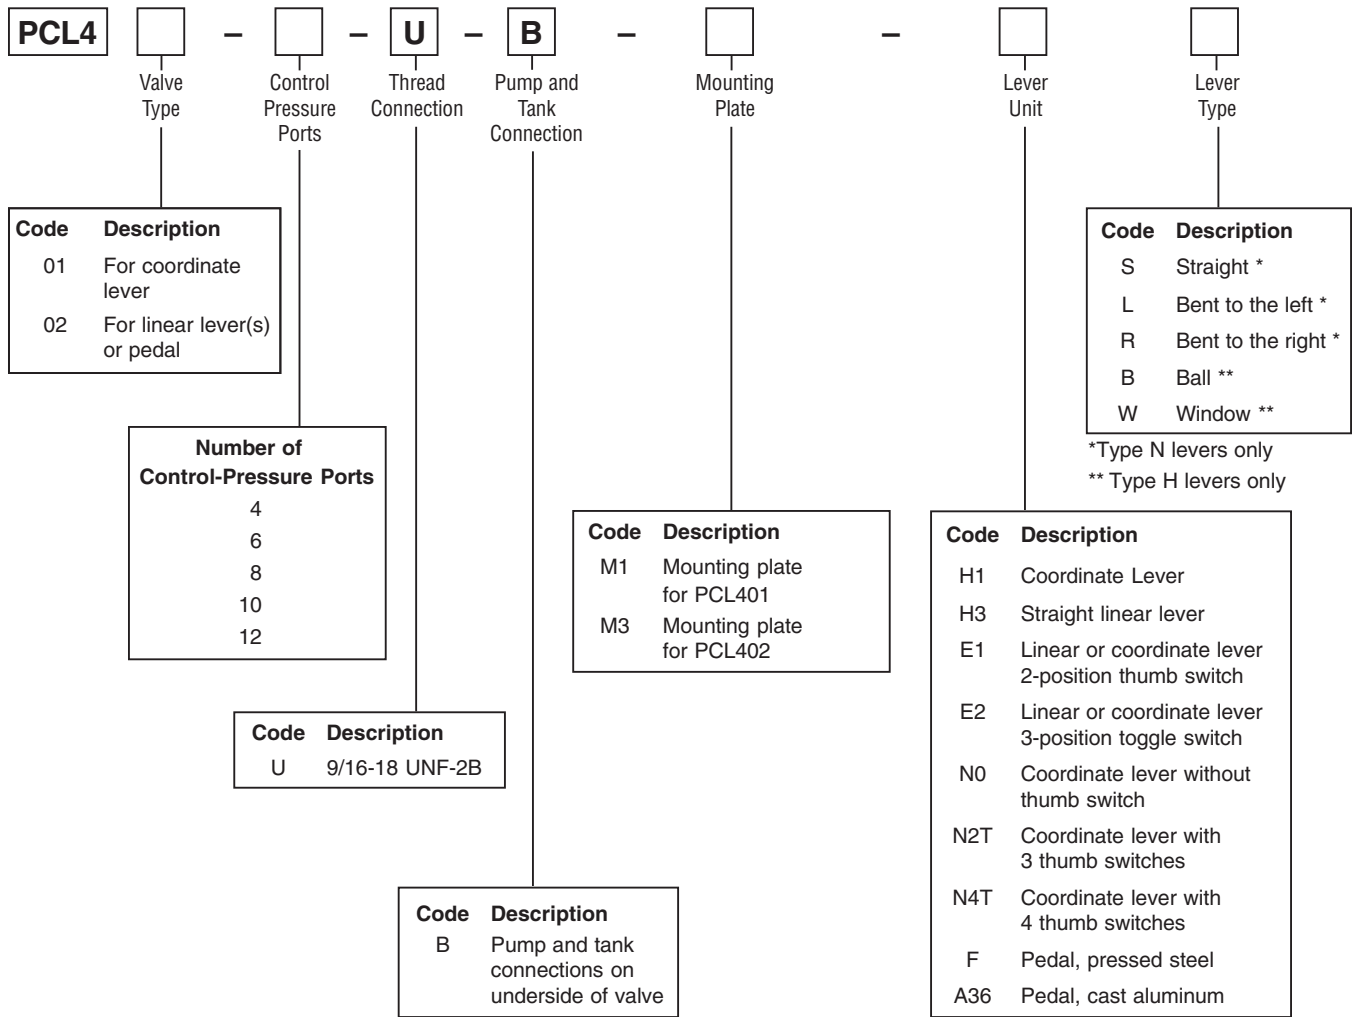 PCL4 – – U – B – –
Valve Type
Control Pressure Ports
Thread Connection
Pump and Tank Connection
Mounting Plate
Lever Unit
Lever Type
Code Description
01 For coordinate
lever
02 For linear lever(s)
or pedal
Number of
Control-Pressure Ports
4
6
8
10
12
Code Description
U 9/16-18 UNF-2B
Code Description
B Pump and tank
connections on
underside of valve
Code Description
M1 Mounting plate
for PCL401
M3 Mounting plate
for PCL402
Code Description
H1 Coordinate Lever
H3 Straight linear lever
E1 Linear or coordinate lever
2-position thumb switch
E2 Linear or coordinate lever
3-position toggle switch
N0 Coordinate lever without
thumb switch
N2T Coordinate lever with
3 thumb switches
N4T Coordinate lever with
4 thumb switches
F Pedal, pressed steel
A36 Pedal, cast aluminum
Code Description
S Straight *
L Bent to the left *
R Bent to the right *
B Ball **
W Window **
*Type N levers only
** Type H levers only